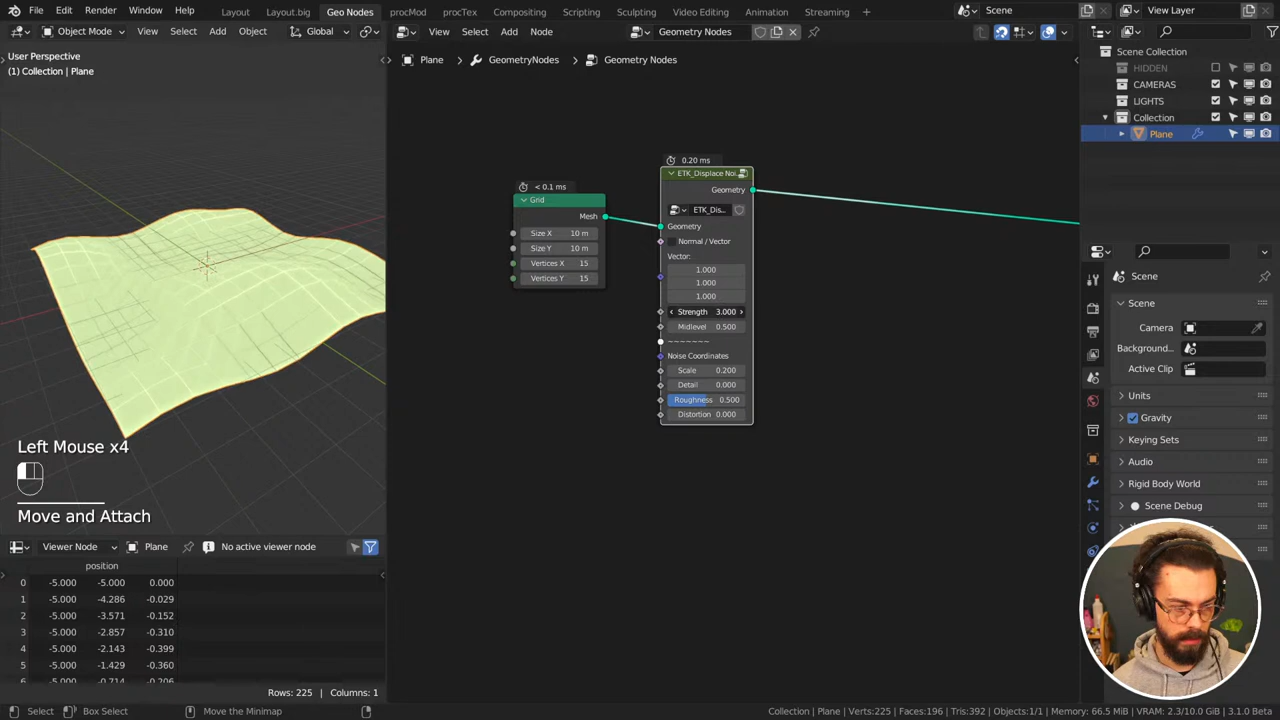 File Edit Render Window Help Layout Layout.big Geo Nodes procMod procTex Compositing Scripting Sculpting Video Editing Animation Streaming + Scene View Layer
Object Mode View Select Add Object Global
View Select Add Node Geometry Nodes
User Perspective
(1) Collection | Plane
Plane > GeometryNodes > Geometry Nodes
Scene Collection
HIDDEN
CAMERAS
LIGHTS
Collection
Plane
< 0.1 ms
Grid
Mesh
Size X 10 m
Size Y 10 m
Vertices X 15
Vertices Y 15
0.20 ms
ETK_Displace Noi..
Geometry
ETK_Dis...
Geometry
Normal / Vector
Vector:
1.000
1.000
1.000
Strength 3.000
Midlevel 0.500
~~~~~~~
Noise Coordinates
Scale 0.200
Detail 0.000
Roughness 0.500
Distortion 0.000
Scene
Scene
Camera
Background...
Active Clip
Units
Gravity
Keying Sets
Audio
Rigid Body World
Scene Debug
Left Mouse x4
Move and Attach
Viewer Node Plane No active viewer node
position
0 -5.000 -5.000 0.000
1 -5.000 -4.286 -0.029
2 -5.000 -3.571 -0.152
3 -5.000 -2.857 -0.310
4 -5.000 -2.143 -0.399
5 -5.000 -1.429 -0.360
6 -5.000 -0.714 -0.206
Rows: 225 | Columns: 1
Select Box Select Move the Minimap Collection | Plane | Verts:225 | Faces:196 | Tris:392 | Objects:1/1 | Memory: 66.5 MiB | VRAM: 2.3/10.0 GiB | 3.1.0 Beta